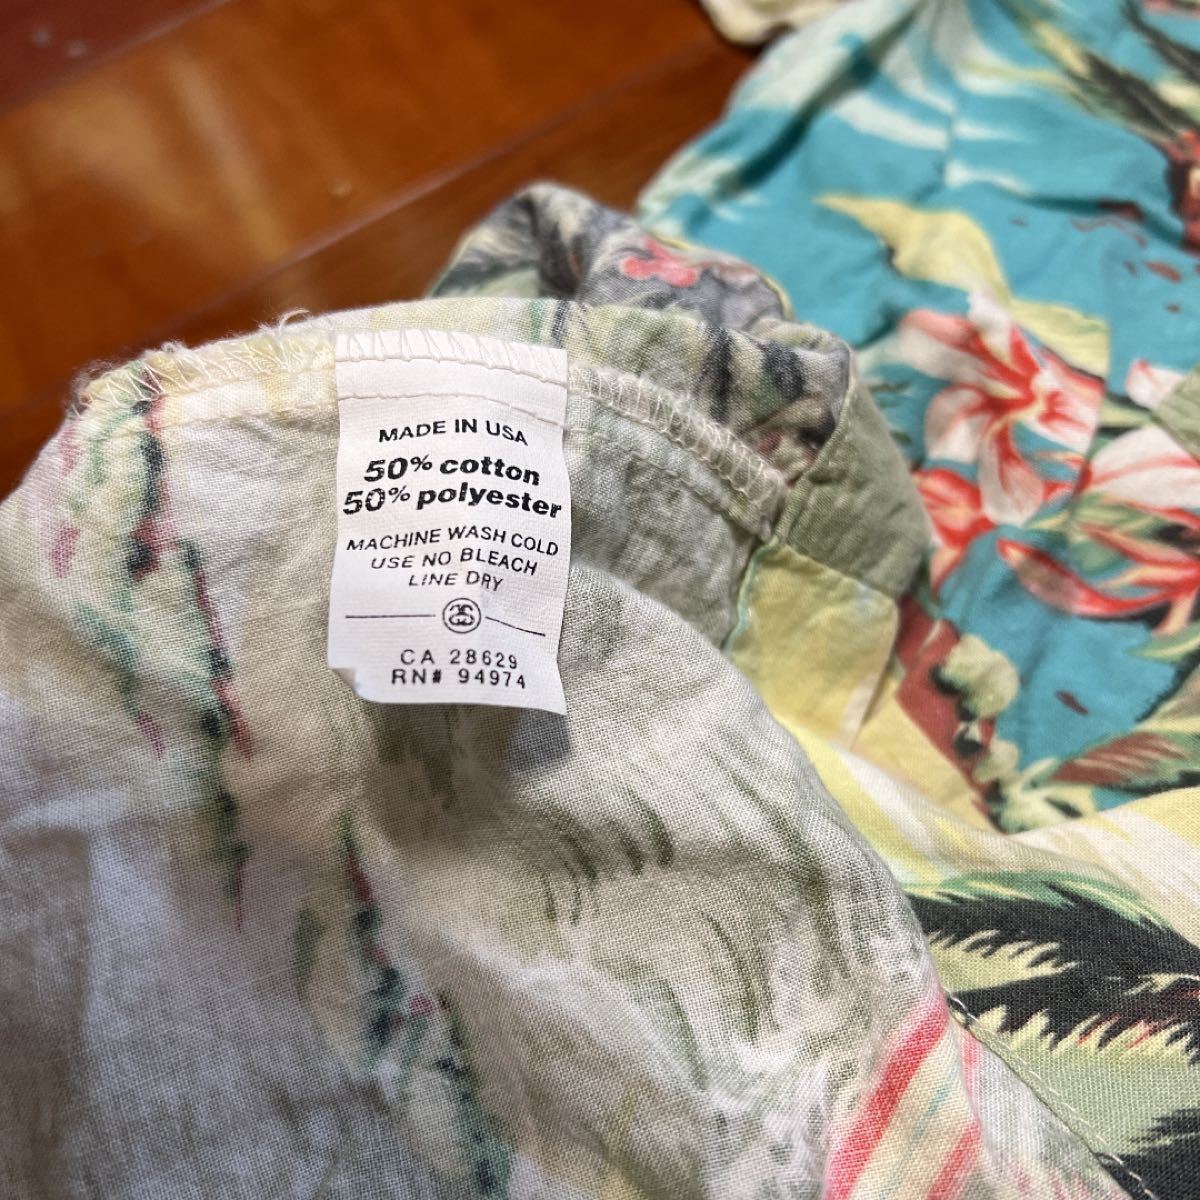 MADE IN USA
50% cotton
50% polyester
MACHINE WASH COLD
USE NO BLEACH
LINE DRY
CA 28629
RN# 94974